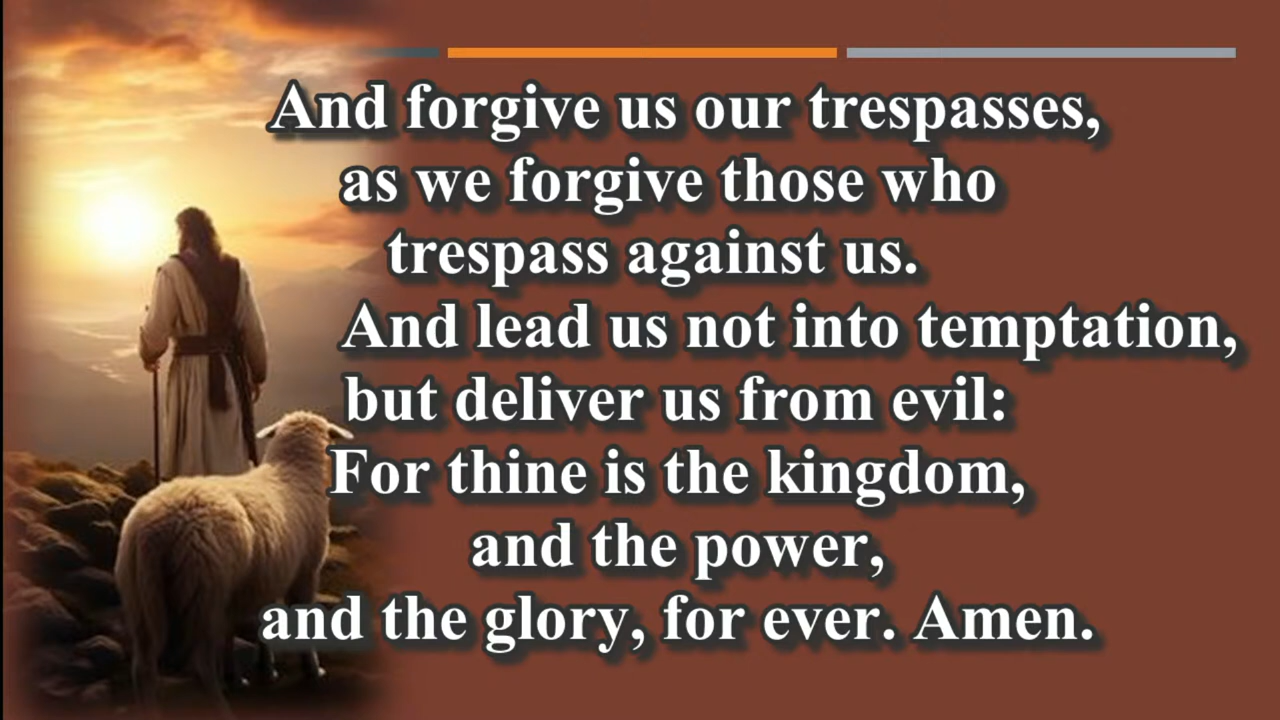 And forgive us our trespasses,
as we forgive those who
trespass against us.
And lead us not into temptation,
but deliver us from evil:
For thine is the kingdom,
and the power,
and the glory, for ever. Amen.